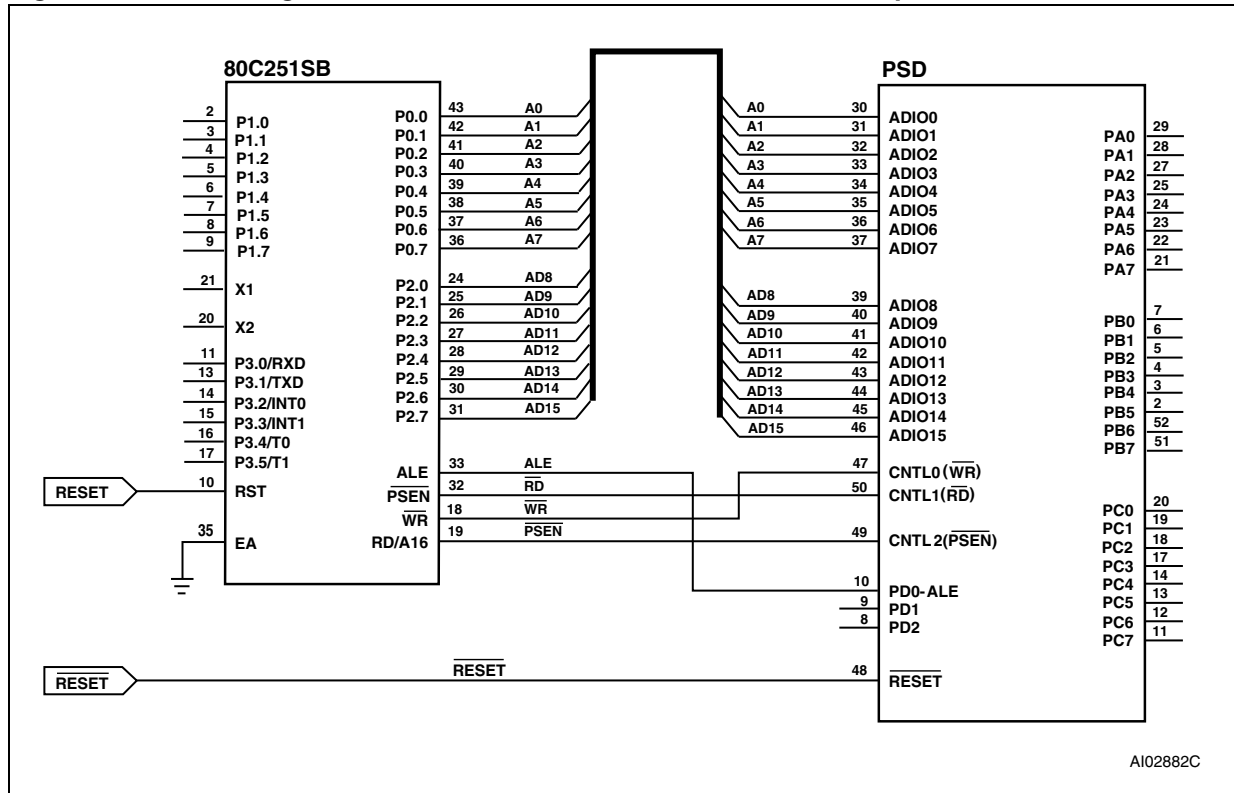 80C251SB
2 P1.0
3 P1.1
4 P1.2
5 P1.3
6 P1.4
7 P1.5
8 P1.6
9 P1.7
21 X1
20 X2
11 P3.0/RXD
13 P3.1/TXD
14 P3.2/INT0
15 P3.3/INT1
16 P3.4/T0
17 P3.5/T1
RESET 10 RST
35 EA
P0.0 43 A0
P0.1 42 A1
P0.2 41 A2
P0.3 40 A3
P0.4 39 A4
P0.5 38 A5
P0.6 37 A6
P0.7 36 A7
P2.0 24 AD8
P2.1 25 AD9
P2.2 26 AD10
P2.3 27 AD11
P2.4 28 AD12
P2.5 29 AD13
P2.6 30 AD14
P2.7 31 AD15
ALE 33 ALE
PSEN 32 RD
WR 18 WR
RD/A16 19 PSEN
PSD
A0 30 ADIO0
A1 31 ADIO1
A2 32 ADIO2
A3 33 ADIO3
A4 34 ADIO4
A5 35 ADIO5
A6 36 ADIO6
A7 37 ADIO7
AD8 39 ADIO8
AD9 40 ADIO9
AD10 41 ADIO10
AD11 42 ADIO11
AD12 43 ADIO12
AD13 44 ADIO13
AD14 45 ADIO14
AD15 46 ADIO15
47 CNTL0(WR)
50 CNTL1(RD)
49 CNTL2(PSEN)
10 PD0-ALE
9 PD1
8 PD2
RESET RESET 48 RESET
PA0 29
PA1 28
PA2 27
PA3 25
PA4 24
PA5 23
PA6 22
PA7 21
PB0 7
PB1 6
PB2 5
PB3 4
PB4 3
PB5 2
PB6 52
PB7 51
PC0 20
PC1 19
PC2 18
PC3 17
PC4 14
PC5 13
PC6 12
PC7 11
AI02882C